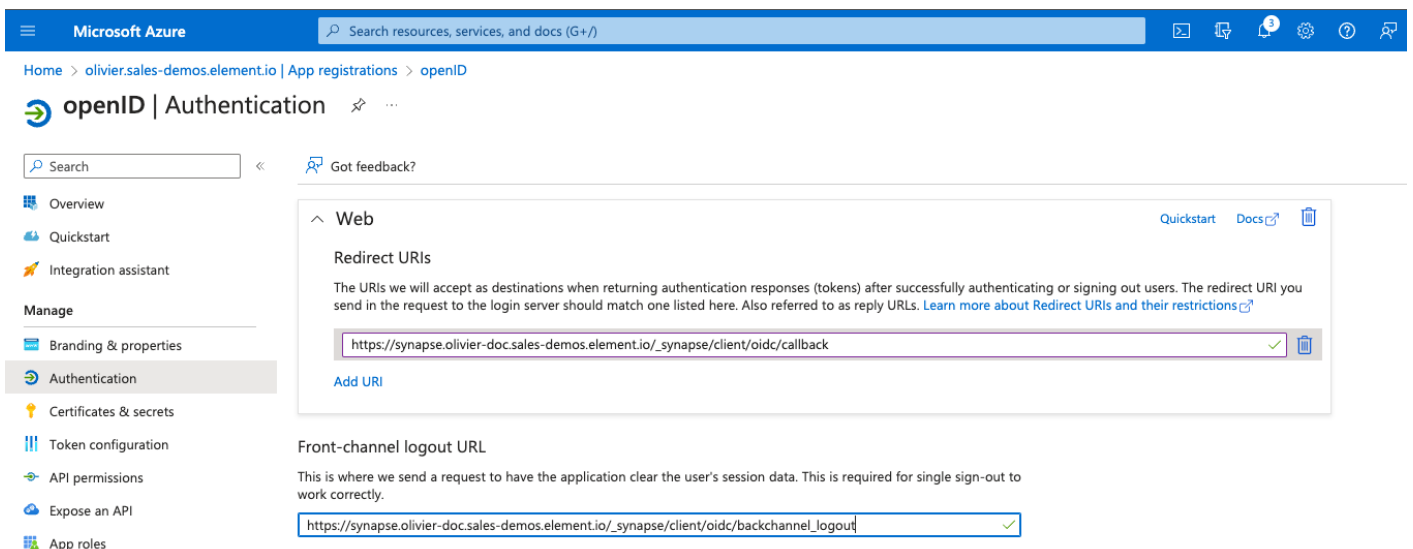 Microsoft Azure
Search resources, services, and docs (G+/)
3
Home > olivier.sales-demos.element.io | App registrations > openID
openID | Authentication
Search
Got feedback?
Overview
Quickstart
Integration assistant
Manage
Branding & properties
Authentication
Certificates & secrets
Token configuration
API permissions
Expose an API
App roles
Web
Quickstart
Docs
Redirect URIs
The URIs we will accept as destinations when returning authentication responses (tokens) after successfully authenticating or signing out users. The redirect URI you
send in the request to the login server should match one listed here. Also referred to as reply URLs. Learn more about Redirect URIs and their restrictions
https://synapse.olivier-doc.sales-demos.element.io/_synapse/client/oidc/callback
Add URI
Front-channel logout URL
This is where we send a request to have the application clear the user's session data. This is required for single sign-out to
work correctly.
https://synapse.olivier-doc.sales-demos.element.io/_synapse/client/oidc/backchannel_logout